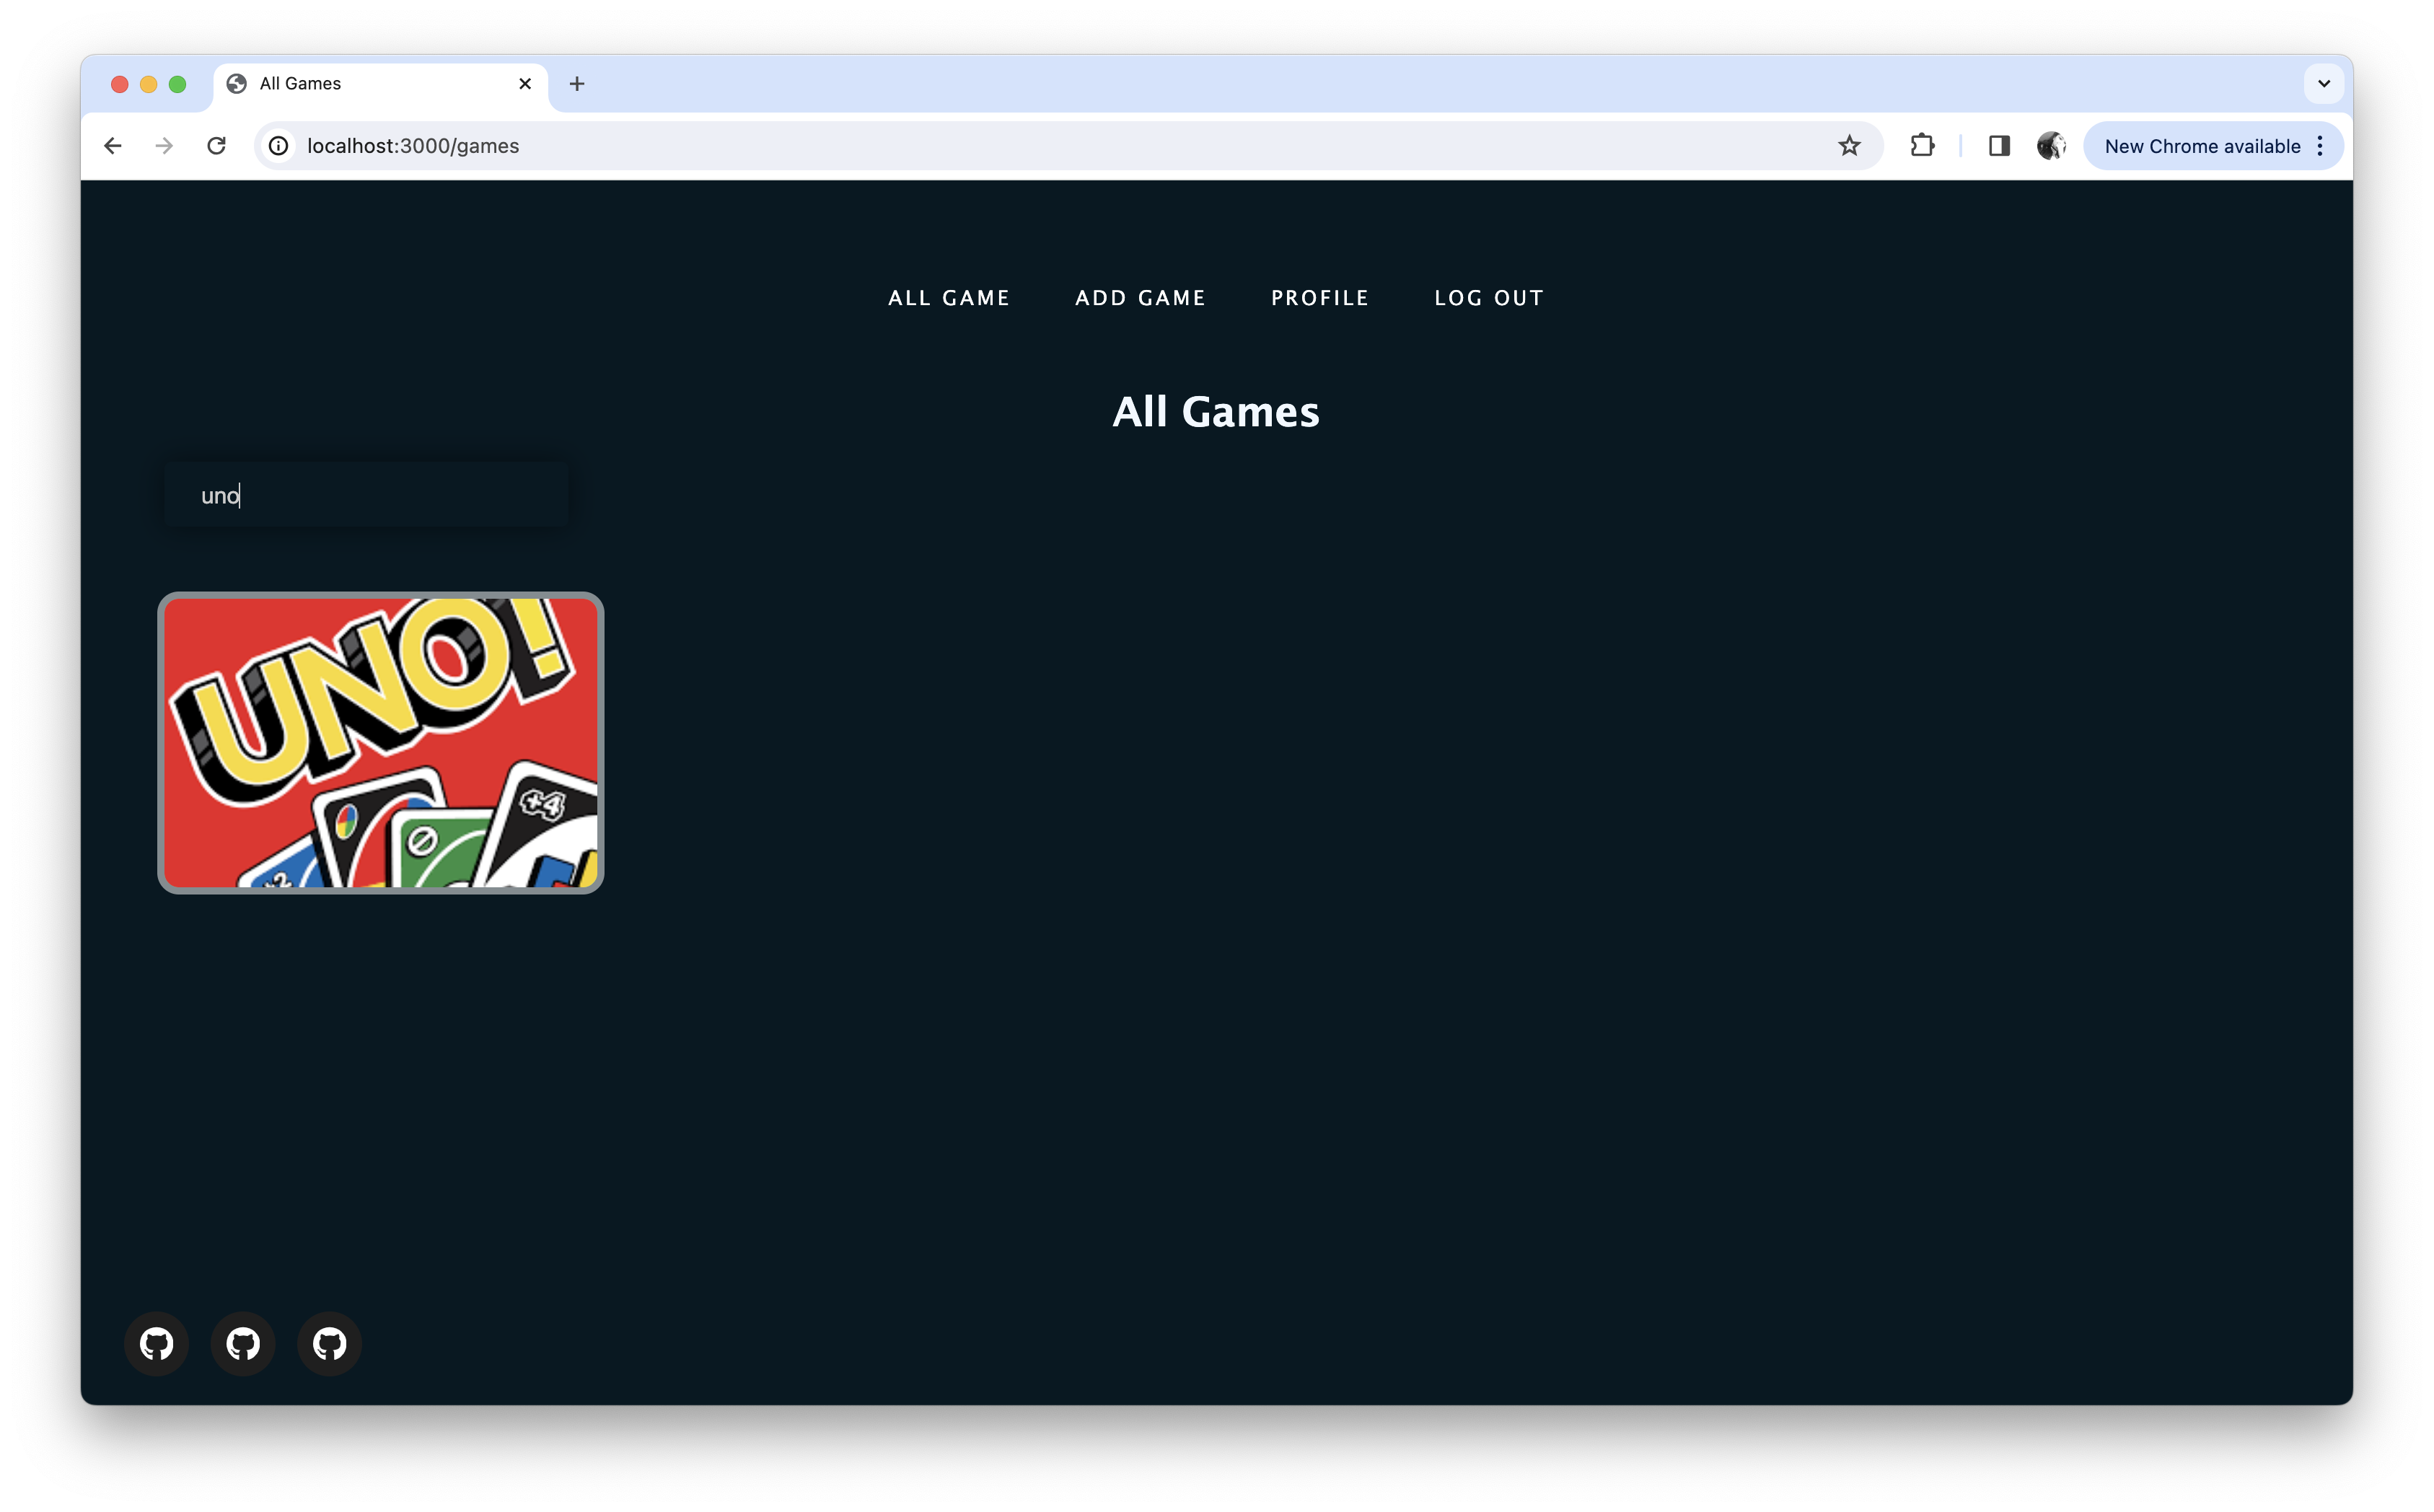 All Games
localhost:3000/games
New Chrome available
ALL GAME ADD GAME PROFILE LOG OUT
All Games
uno
UNO!
+4
+2